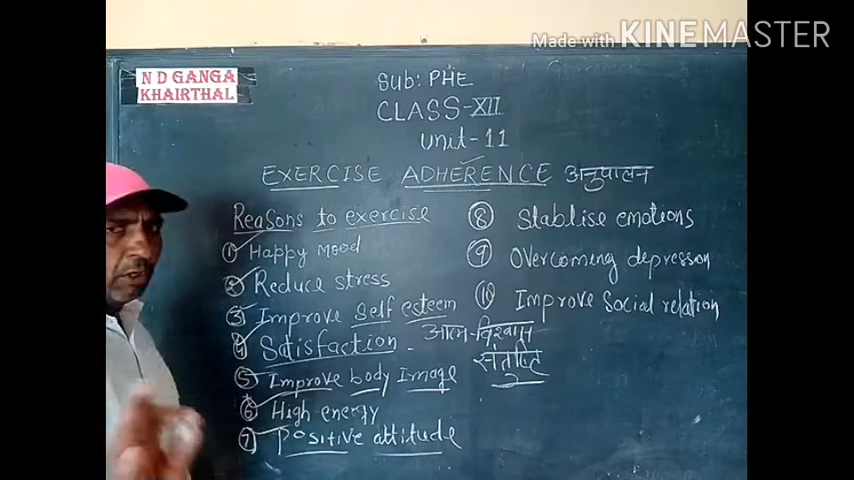 Made with KINEMASTER
N D GANGA
KHAIRTHAL
Sub: PHE
CLASS-XII
Unit-11
EXERCISE ADHERENCE अनुपालन
Reasons to exercise
① Happy mood
② Reduce stress
③ Improve Self esteem
आत्म-विश्वास
④ Satisfaction -
संतुष्टि
⑤ Improve body Image
⑥ High energy
⑦ Positive attitude
⑧ Stablise emotions
⑨ Overcoming depresson
⑩ Improve Social relation